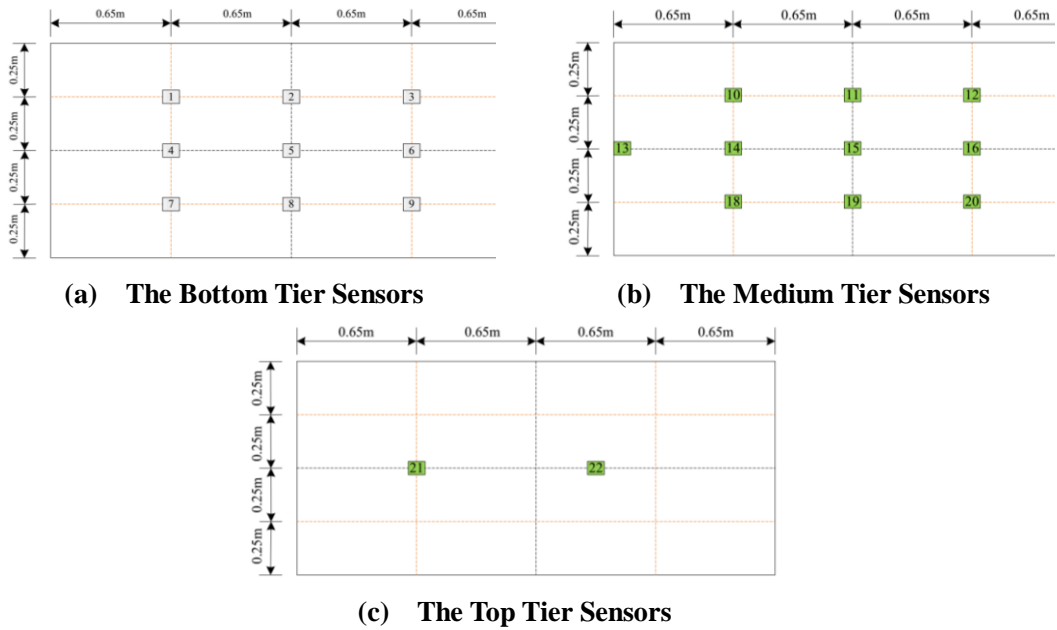 0.65m 0.65m 0.65m 0.65m
0.25m
0.25m
0.25m
0.25m
1 2 3
4 5 6
7 8 9
(a) The Bottom Tier Sensors
0.65m 0.65m 0.65m 0.65m
0.25m
0.25m
0.25m
0.25m
10 11 12
13 14 15 16
18 19 20
(b) The Medium Tier Sensors
0.65m 0.65m 0.65m 0.65m
0.25m
0.25m
0.25m
0.25m
21 22
(c) The Top Tier Sensors